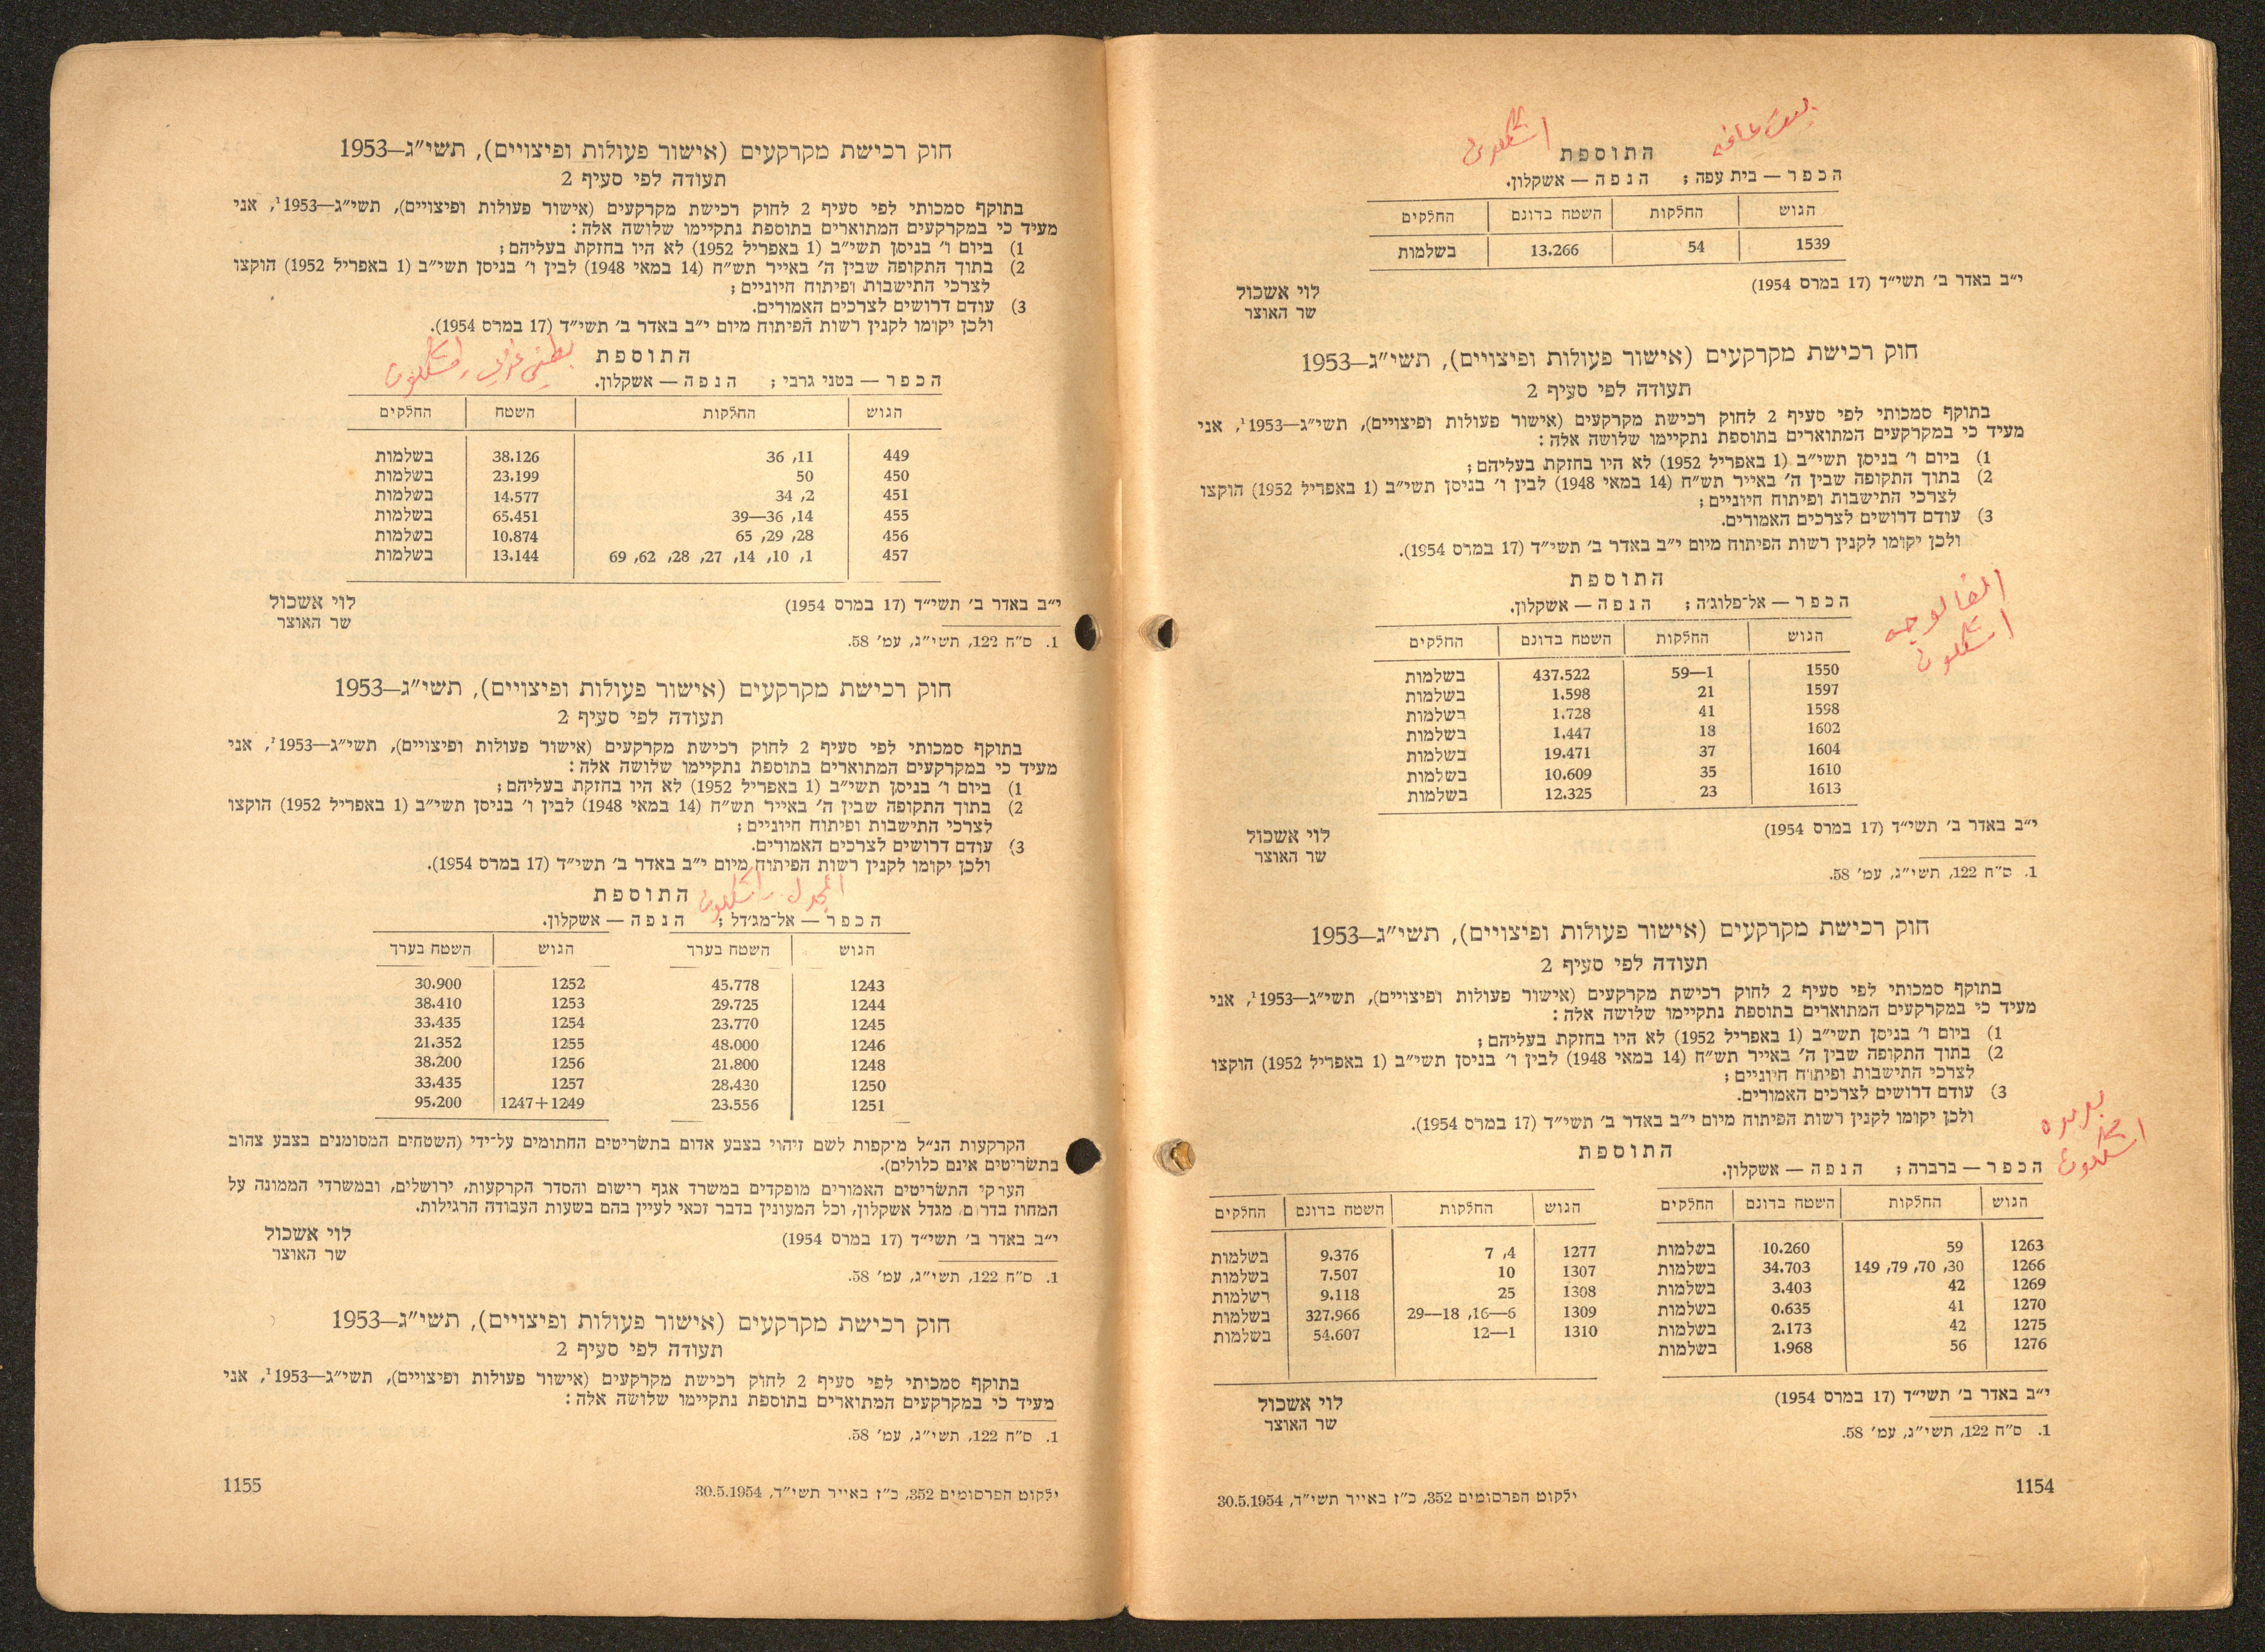 بيت عافه
اشكلون
התוספת
הכפר — בית עפה; הנפה — אשקלון.
הגוש החלקות השטח בדונם החלקים
1539 54 13.266 בשלמות
י״ב באדר ב׳ תשי״ד (17 במרס 1954)
לוי אשכול
שר האוצר
חוק רכישת מקרקעים (אישור פעולות ופיצויים), תשי״ג—1953
תעודה לפי סעיף 2
בתוקף סמכותי לפי סעיף 2 לחוק רכישת מקרקעים (אישור פעולות ופיצויים), תשי״ג—1953¹, אני
מעיד כי במקרקעים המתוארים בתוספת נתקיימו שלושה אלה:
1) ביום ו׳ בניסן תשי״ב (1 באפריל 1952) לא היו בחזקת בעליהם;
2) בתוך התקופה שבין ה׳ באייר תש״ח (14 במאי 1948) לבין ו׳ בניסן תשי״ב (1 באפריל 1952) הוקצו
לצרכי התישבות ופיתוח חיוניים;
3) עודם דרושים לצרכים האמורים.
ולכן יקומו לקנין רשות הפיתוח מיום י״ב באדר ב׳ תשי״ד (17 במרס 1954).
الفالوجه
اشكلون
התוספת
הכפר — אל־פלוג׳ה; הנפה — אשקלון.
הגוש החלקות השטח בדונם החלקים
1550 1—59 437.522 בשלמות
1597 21 1.598 בשלמות
1598 41 1.728 בשלמות
1602 18 1.447 בשלמות
1604 37 19.471 בשלמות
1610 35 10.609 בשלמות
1613 23 12.325 בשלמות
י״ב באדר ב׳ תשי״ד (17 במרס 1954)
לוי אשכול
שר האוצר
1. ס״ח 122, תשי״ג, עמ׳ 58.
חוק רכישת מקרקעים (אישור פעולות ופיצויים), תשי״ג—1953
תעודה לפי סעיף 2
בתוקף סמכותי לפי סעיף 2 לחוק רכישת מקרקעים (אישור פעולות ופיצויים), תשי״ג—1953¹, אני
מעיד כי במקרקעים המתוארים בתוספת נתקיימו שלושה אלה:
1) ביום ו׳ בניסן תשי״ב (1 באפריל 1952) לא היו בחזקת בעליהם;
2) בתוך התקופה שבין ה׳ באייר תש״ח (14 במאי 1948) לבין ו׳ בניסן תשי״ב (1 באפריל 1952) הוקצו
לצרכי התישבות ופיתוח חיוניים;
3) עודם דרושים לצרכים האמורים.
ולכן יקומו לקנין רשות הפיתוח מיום י״ב באדר ב׳ תשי״ד (17 במרס 1954).
بربره
اشكلون
התוספת
הכפר — ברברה; הנפה — אשקלון.
הגוש החלקות השטח בדונם החלקים הגוש החלקות השטח בדונם החלקים
1263 59 10.260 בשלמות 1277 4, 7 9.376 בשלמות
1266 30, 70, 79, 149 34.703 בשלמות 1307 10 7.507 בשלמות
1269 42 3.403 בשלמות 1308 25 9.118 רשלמות
1270 41 0.635 בשלמות 1309 6—16, 18—29 327.966 בשלמות
1275 42 2.173 בשלמות 1310 1—12 54.607 בשלמות
1276 56 1.968 בשלמות
י״ב באדר ב׳ תשי״ד (17 במרס 1954)
לוי אשכול
שר האוצר
1. ס״ח 122, תשי״ג, עמ׳ 58.
1154
ילקוט הפרסומים 352, כ״ז באייר תשי״ד, 30.5.1954
חוק רכישת מקרקעים (אישור פעולות ופיצויים), תשי״ג—1953
תעודה לפי סעיף 2
בתוקף סמכותי לפי סעיף 2 לחוק רכישת מקרקעים (אישור פעולות ופיצויים), תשי״ג—1953¹, אני
מעיד כי במקרקעים המתוארים בתוספת נתקיימו שלושה אלה:
1) ביום ו׳ בניסן תשי״ב (1 באפריל 1952) לא היו בחזקת בעליהם;
2) בתוך התקופה שבין ה׳ באייר תש״ח (14 במאי 1948) לבין ו׳ בניסן תשי״ב (1 באפריל 1952) הוקצו
לצרכי התישבות ופיתוח חיוניים;
3) עודם דרושים לצרכים האמורים.
ולכן יקומו לקנין רשות הפיתוח מיום י״ב באדר ב׳ תשי״ד (17 במרס 1954).
התוספת
بطيني غربي، اشكلون
הכפר — בטני גרבי; הנפה — אשקלון.
הגוש החלקות השטח החלקים
449 11, 36 38.126 בשלמות
450 50 23.199 בשלמות
451 2, 34 14.577 בשלמות
455 14, 36—39 65.451 בשלמות
456 28, 29, 65 10.874 בשלמות
457 1, 10, 14, 27, 28, 62, 69 13.144 בשלמות
י״ב באדר ב׳ תשי״ד (17 במרס 1954)
לוי אשכול
שר האוצר
1. ס״ח 122, תשי״ג, עמ׳ 58.
חוק רכישת מקרקעים (אישור פעולות ופיצויים), תשי״ג—1953
תעודה לפי סעיף 2
בתוקף סמכותי לפי סעיף 2 לחוק רכישת מקרקעים (אישור פעולות ופיצויים), תשי״ג—1953¹, אני
מעיד כי במקרקעים המתוארים בתוספת נתקיימו שלושה אלה:
1) ביום ו׳ בניסן תשי״ב (1 באפריל 1952) לא היו בחזקת בעליהם;
2) בתוך התקופה שבין ה׳ באייר תש״ח (14 במאי 1948) לבין ו׳ בניסן תשי״ב (1 באפריל 1952) הוקצו
לצרכי התישבות ופיתוח חיוניים;
3) עודם דרושים לצרכים האמורים.
ולכן יקומו לקנין רשות הפיתוח מיום י״ב באדר ב׳ תשי״ד (17 במרס 1954).
المجدل - اشكلون
התוספת
הכפר — אל־מג׳דל; הנפה — אשקלון.
הגוש השטח בערך הגוש השטח בערך
1243 45.778 1252 30.900
1244 29.725 1253 38.410
1245 23.770 1254 33.435
1246 48.000 1255 21.352
1248 21.800 1256 38.200
1250 28.430 1257 33.435
1251 23.556 1247+1249 95.200
הקרקעות הנ״ל מוקפות לשם זיהוי בצבע אדום בתשריטים החתומים על־ידי (השטחים המסומנים בצבע צהוב
בתשריטים אינם כלולים).
העתקי התשריטים האמורים מופקדים במשרד אגף רישום והסדר הקרקעות, ירושלים, ובמשרדי הממונה על
המחוז בדרום, מגדל אשקלון, וכל המעונין בדבר זכאי לעיין בהם בשעות העבודה הרגילות.
י״ב באדר ב׳ תשי״ד (17 במרס 1954)
לוי אשכול
שר האוצר
1. ס״ח 122, תשי״ג, עמ׳ 58.
חוק רכישת מקרקעים (אישור פעולות ופיצויים), תשי״ג—1953
תעודה לפי סעיף 2
בתוקף סמכותי לפי סעיף 2 לחוק רכישת מקרקעים (אישור פעולות ופיצויים), תשי״ג—1953¹, אני
מעיד כי במקרקעים המתוארים בתוספת נתקיימו שלושה אלה:
1. ס״ח 122, תשי״ג, עמ׳ 58.
ילקוט הפרסומים 352, כ״ז באייר תשי״ד, 30.5.1954
1155